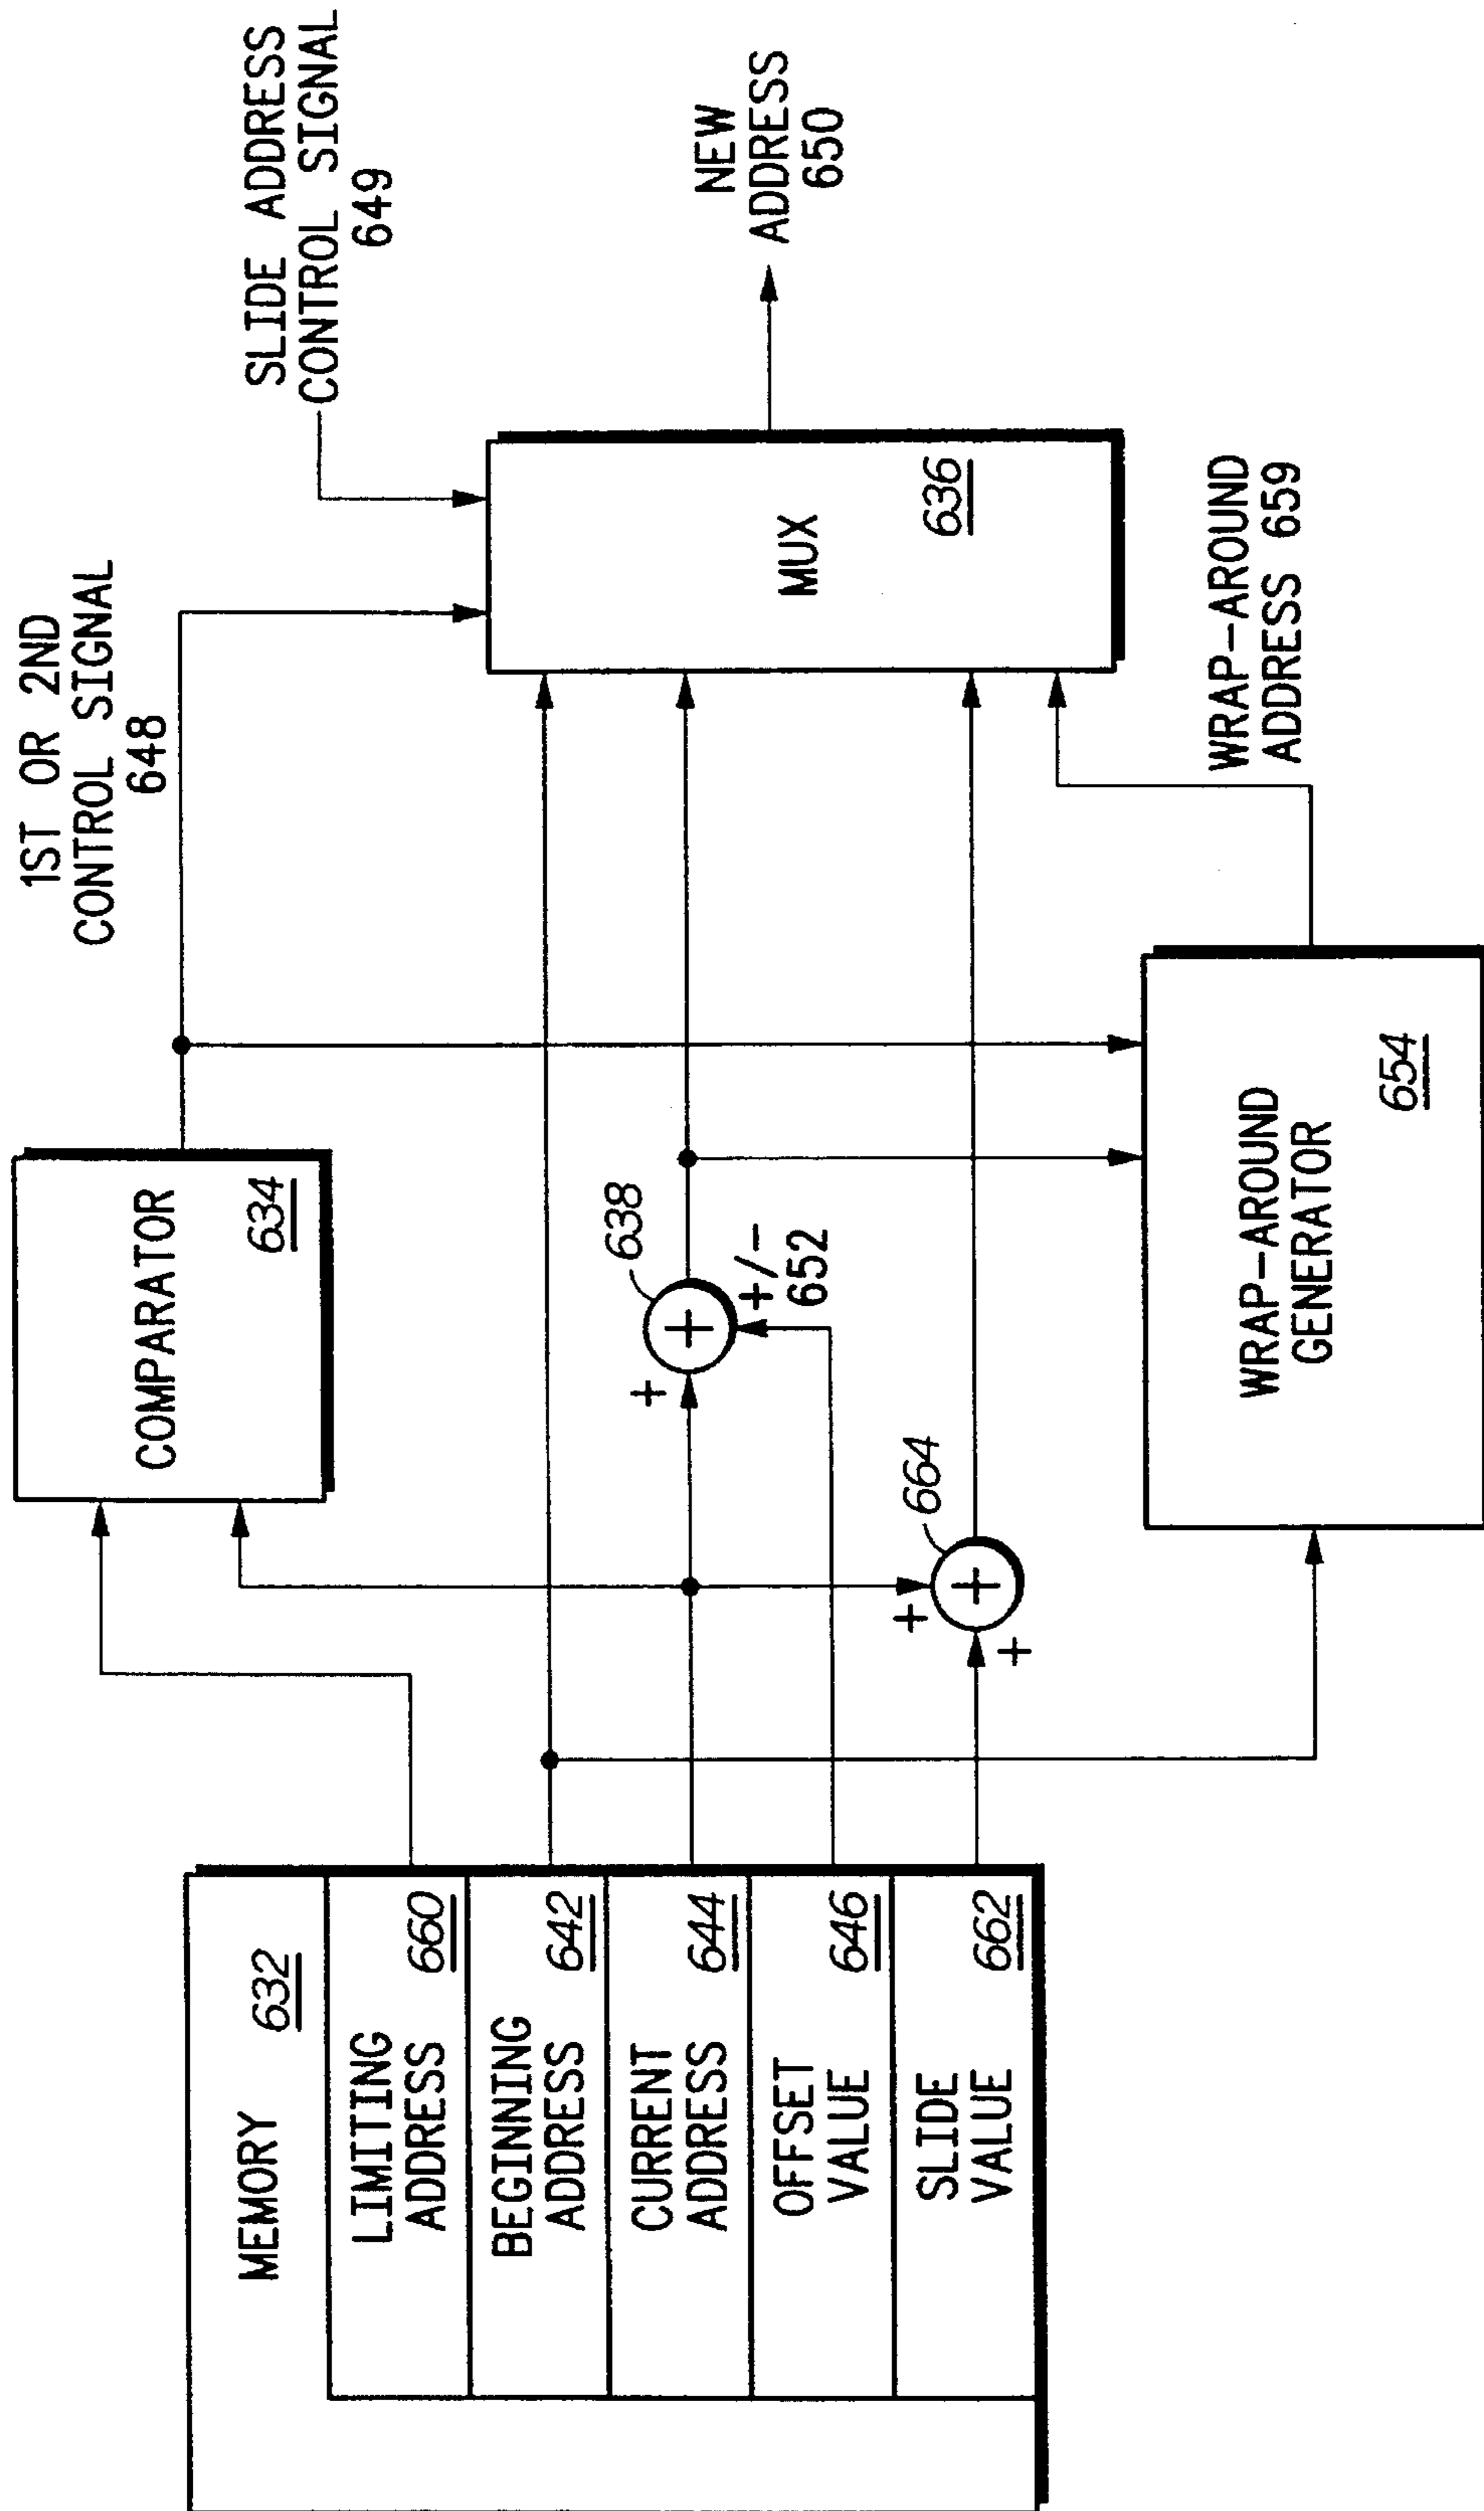 MEMORY
632
LIMITING
ADDRESS
660
BEGINNING
ADDRESS
642
CURRENT
ADDRESS
644
OFFSET
VALUE
646
SLIDE
VALUE
662
COMPARATOR
634
1ST OR 2ND
CONTROL SIGNAL
648
SLIDE ADDRESS
CONTROL SIGNAL
649
+
638
+
+/-
652
664
+
+
+
WRAP-AROUND
GENERATOR
654
MUX
636
NEW
ADDRESS
650
WRAP-AROUND
ADDRESS 659